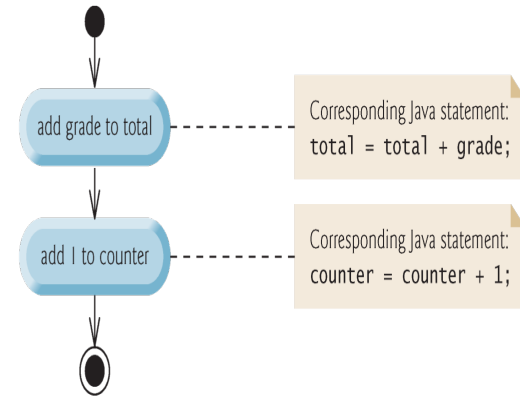 add grade to total
Corresponding Java statement:
total = total + grade;
add 1 to counter
Corresponding Java statement:
counter = counter + 1;